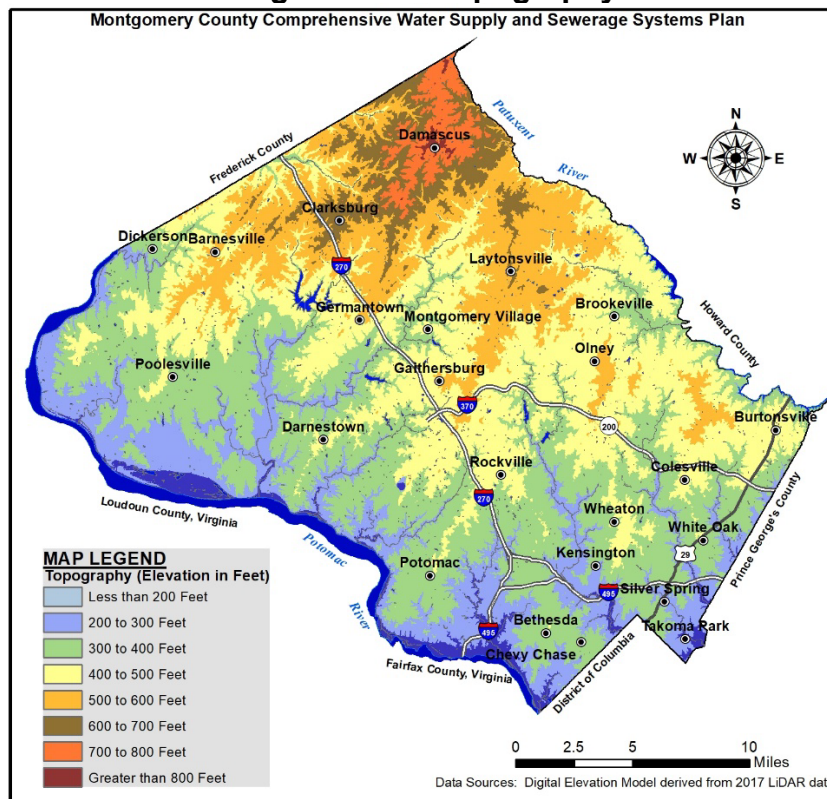 Montgomery County Comprehensive Water Supply and Sewerage Systems Plan
N
W E
S
Patuxent
River
Damascus
Frederick County
Clarksburg
Dickerson
Barnesville
270
Laytonsville
Germantown
Montgomery Village
Brookeville
Howard County
Olney
Poolesville
Gaithersburg
370
200
Burtonsville
Darnestown
Rockville
Colesville
270
Wheaton
White Oak
Prince George's County
29
Loudoun County, Virginia
Potomac
River
Potomac
Kensington
495
Silver Spring
Bethesda
495
Takoma Park
Chevy Chase
Fairfax County, Virginia
District of Columbia
MAP LEGEND
Topography (Elevation in Feet)
Less than 200 Feet
200 to 300 Feet
300 to 400 Feet
400 to 500 Feet
500 to 600 Feet
600 to 700 Feet
700 to 800 Feet
Greater than 800 Feet
0 2.5 5 10
Miles
Data Sources: Digital Elevation Model derived from 2017 LiDAR dat